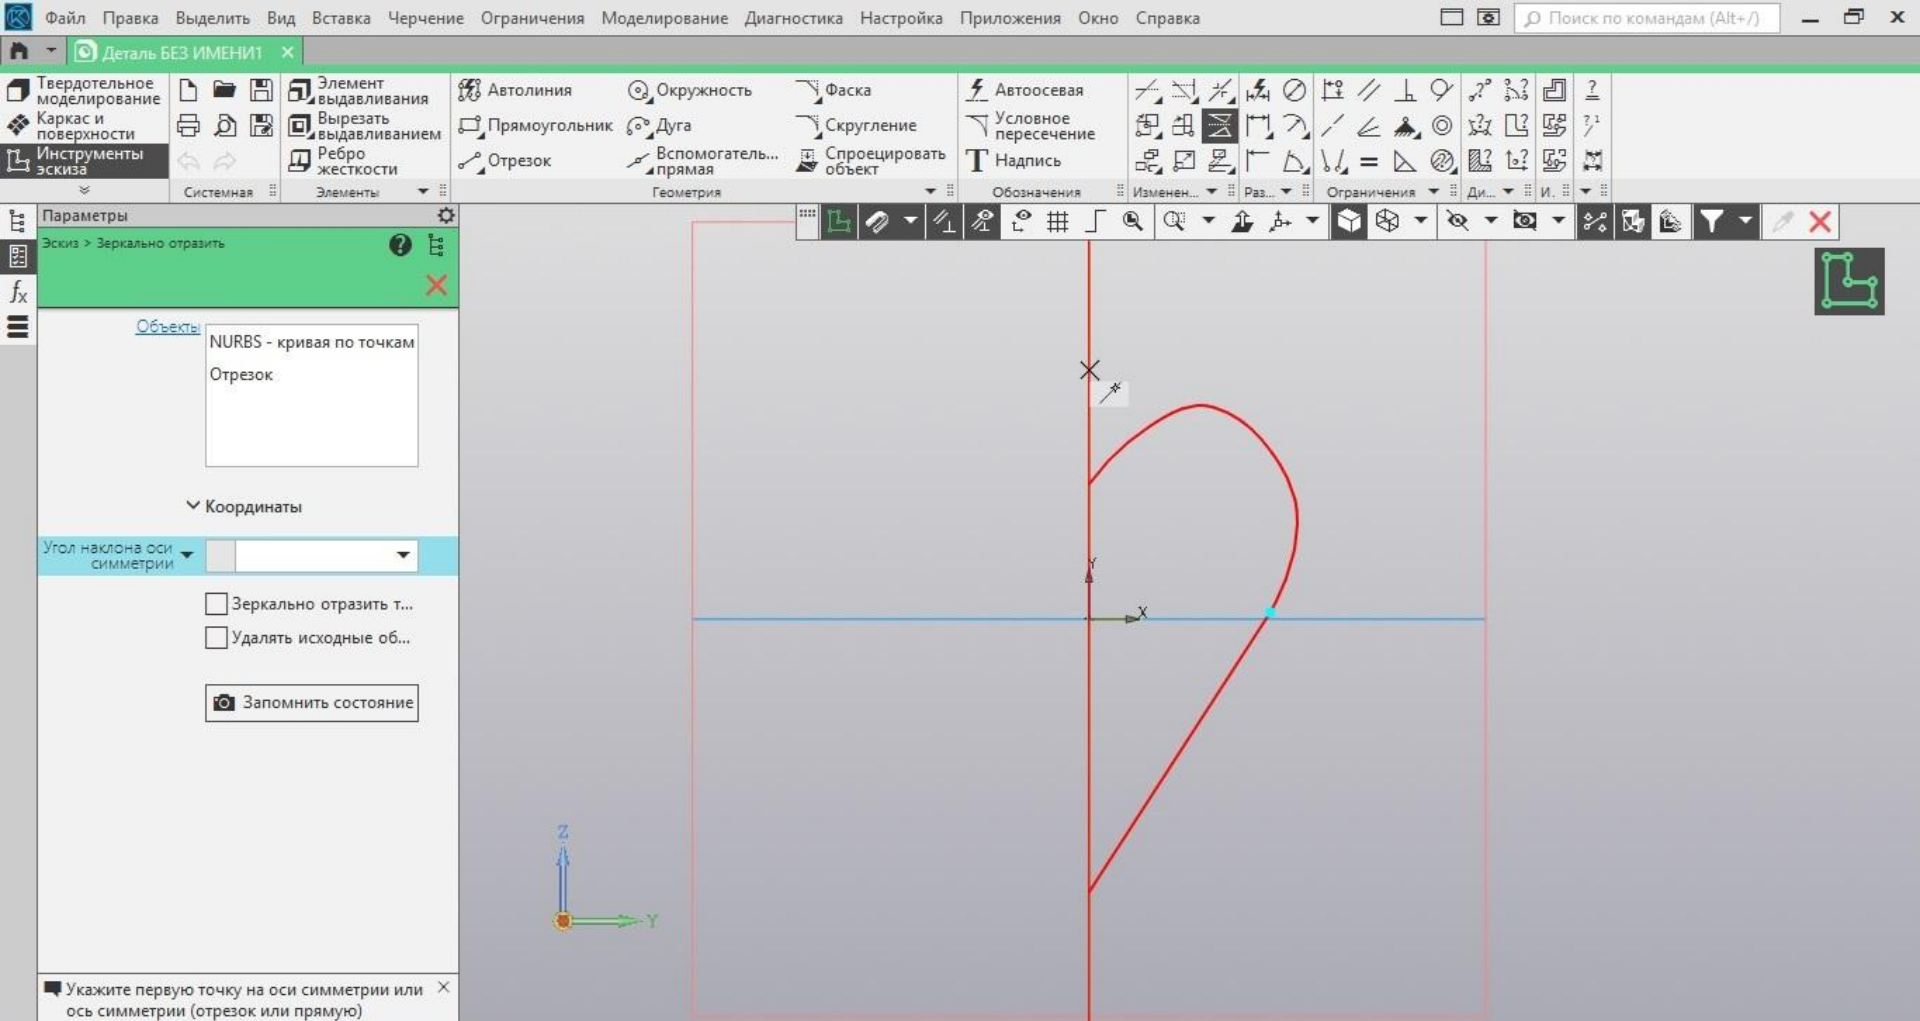 Файл Правка Выделить Вид Вставка Черчение Ограничения Моделирование Диагностика Настройка Приложения Окно Справка
Поиск по командам (Alt+/)
Деталь БЕЗ ИМЕНИ1
Твердотельное
моделирование
Каркас и
поверхности
Инструменты
эскиза
Системная
Элемент
выдавливания
Вырезать
выдавливанием
Ребро
жесткости
Элементы
Автолиния
Прямоугольник
Отрезок
Окружность
Дуга
Вспомогатель...
прямая
Фаска
Скругление
Спроецировать
объект
Геометрия
Автоосевая
Условное
пересечение
Надпись
Обозначения
Изменен...
Раз...
Ограничения
Ди...
И.
Параметры
Эскиз > Зеркально отразить
Объекты
NURBS - кривая по точкам
Отрезок
Координаты
Угол наклона оси
симметрии
Зеркально отразить т...
Удалять исходные об...
Запомнить состояние
Укажите первую точку на оси симметрии или
ось симметрии (отрезок или прямую)
Y
X
Z
Y